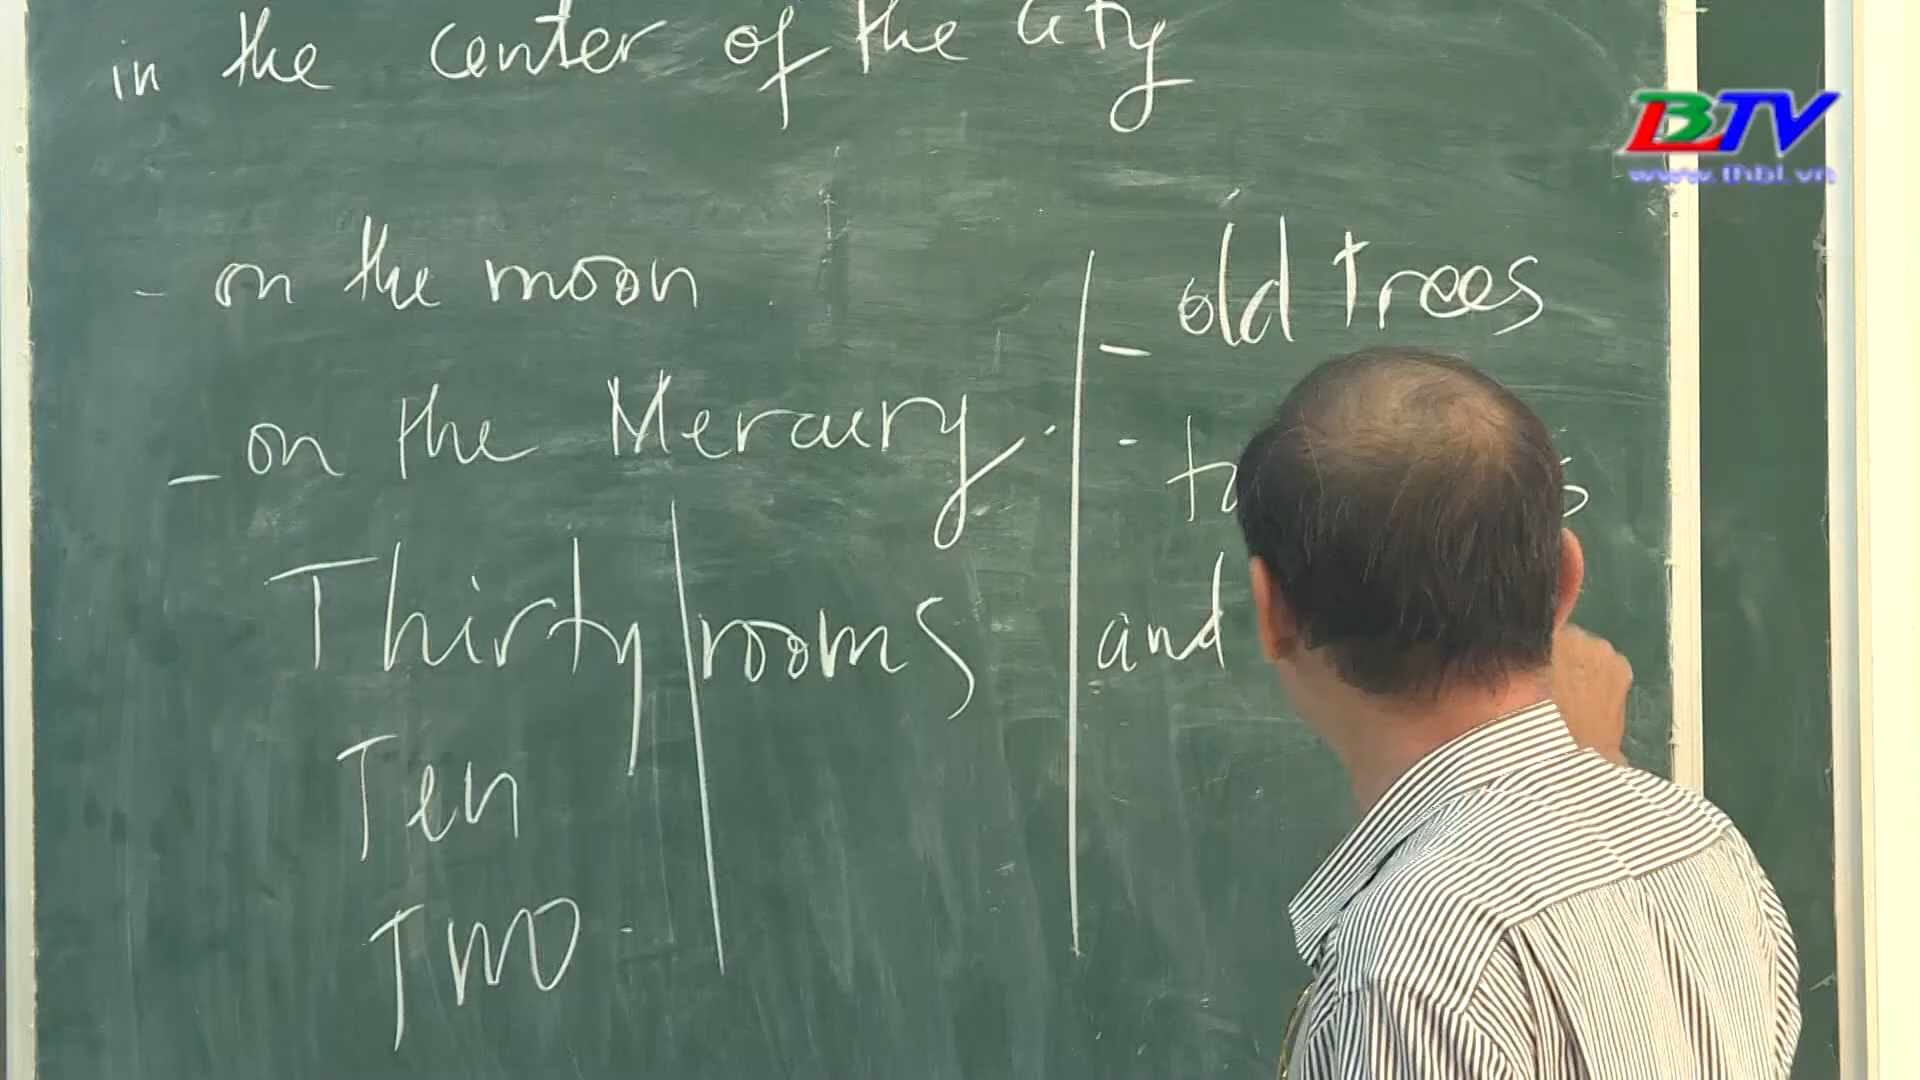 in the center of the city
- on the moon
- on the Mercury.
Thirty rooms
Ten
Two
- old trees
-
and
BTV
www.thbl.vn